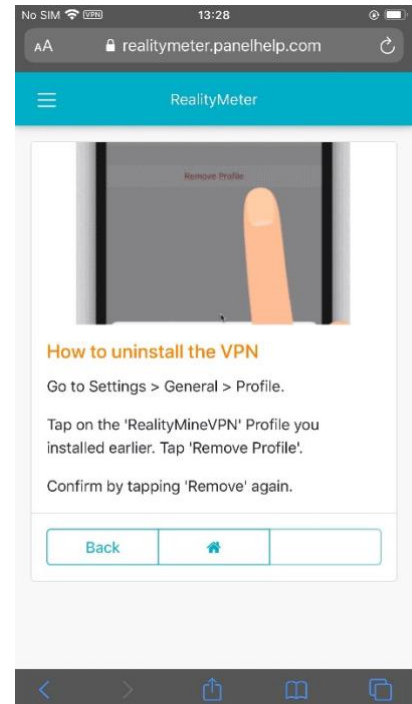 No SIM VPN 13:28
AA realitymeter.panelhelp.com
RealityMeter
Remove Profile
How to uninstall the VPN
Go to Settings > General > Profile.
Tap on the 'RealityMineVPN' Profile you
installed earlier. Tap 'Remove Profile'.
Confirm by tapping 'Remove' again.
Back